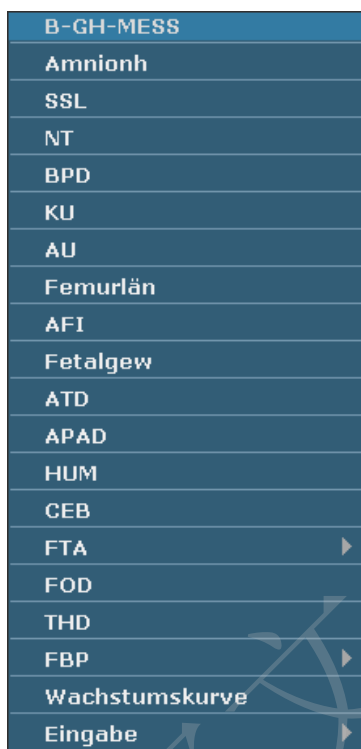 B-GH-MESS
Amnionh
SSL
NT
BPD
KU
AU
Femurlän
AFI
Fetalgew
ATD
APAD
HUM
CEB
FTA
FOD
THD
FBP
Wachstumskurve
Eingabe